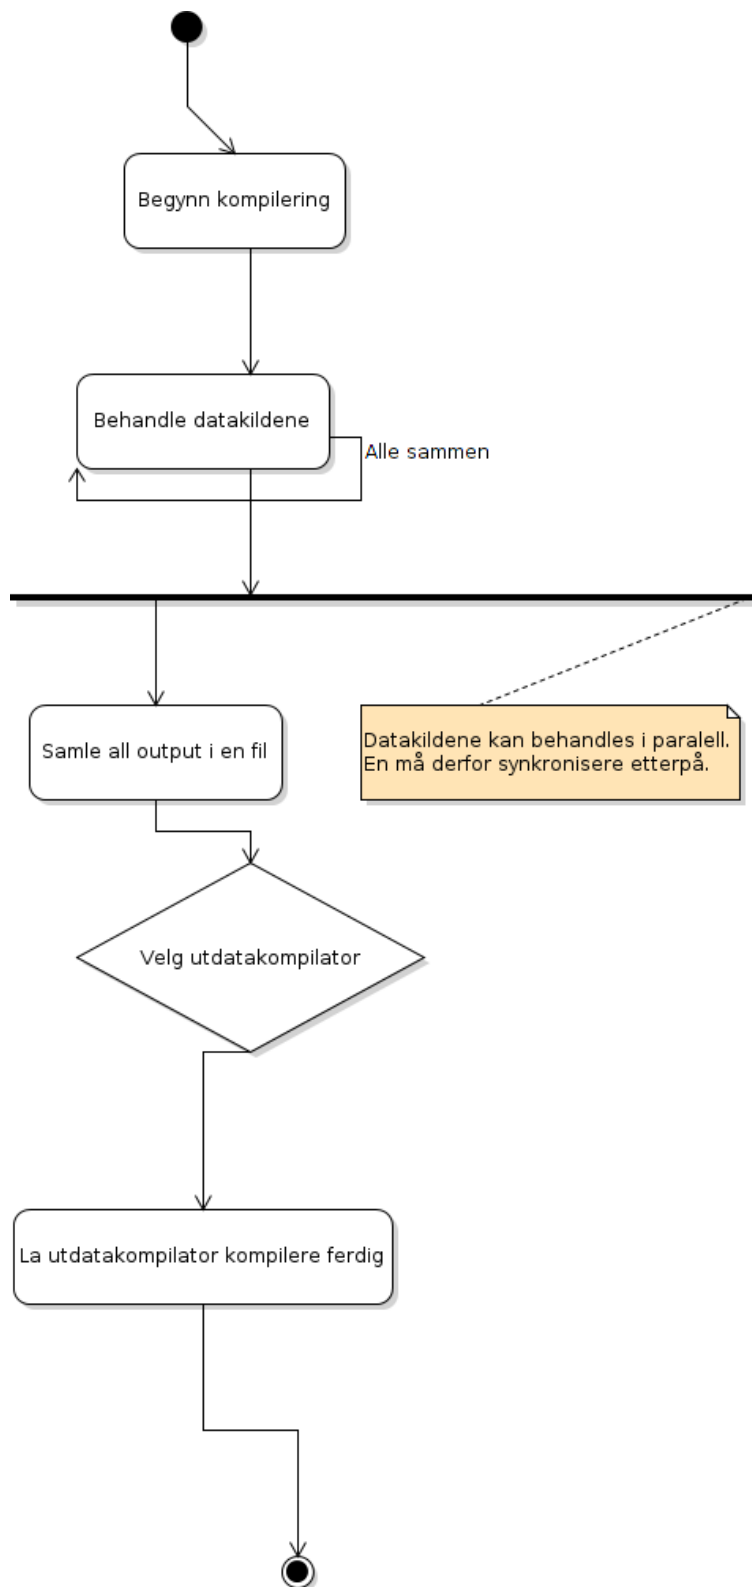 Begynn kompilering
Behandle datakildene
Alle sammen
Samle all output i en fil
Datakildene kan behandles i paralell.
En må derfor synkronisere etterpå.
Velg utdatakompilator
La utdatakompilator kompilere ferdig